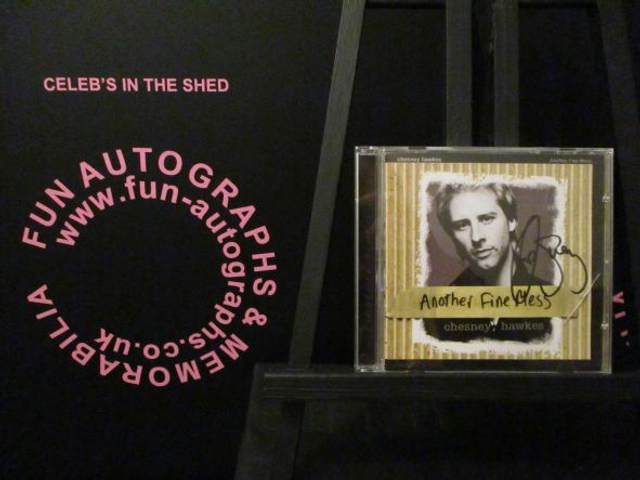 CELEB'S IN THE SHED
FUN AUTOGRAPHS & MEMORABILIA
www.fun-autographs.co.uk
chesney hawkes
Another Fine Mess
Another Fine Mess
chesney hawkes